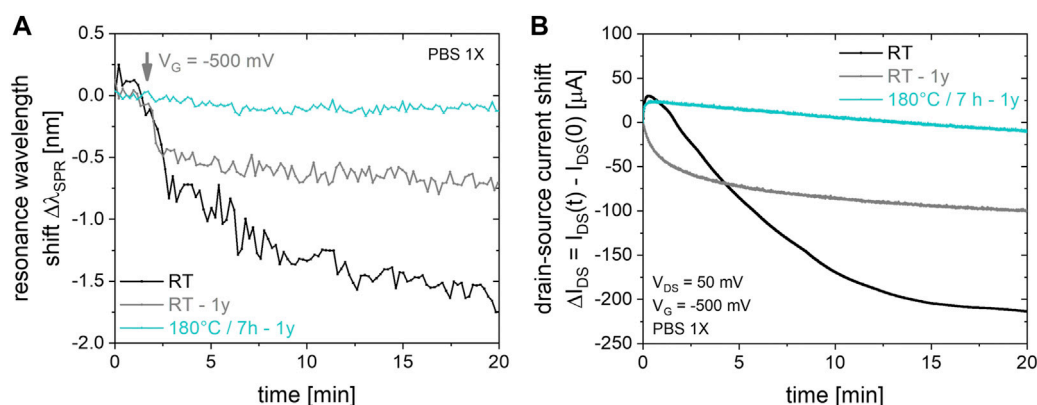 A
resonance wavelength
shift Δλ_SPR [nm]
0.5
0.0
-0.5
-1.0
-1.5
-2.0
V_G = -500 mV
PBS 1X
RT
RT - 1y
180°C / 7h - 1y
0
5
10
15
20
time [min]
B
drain-source current shift
ΔI_DS = I_DS(t) - I_DS(0) [µA]
100
50
0
-50
-100
-150
-200
-250
RT
RT - 1y
180°C / 7 h - 1y
V_DS = 50 mV
V_G = -500 mV
PBS 1X
0
5
10
15
20
time [min]